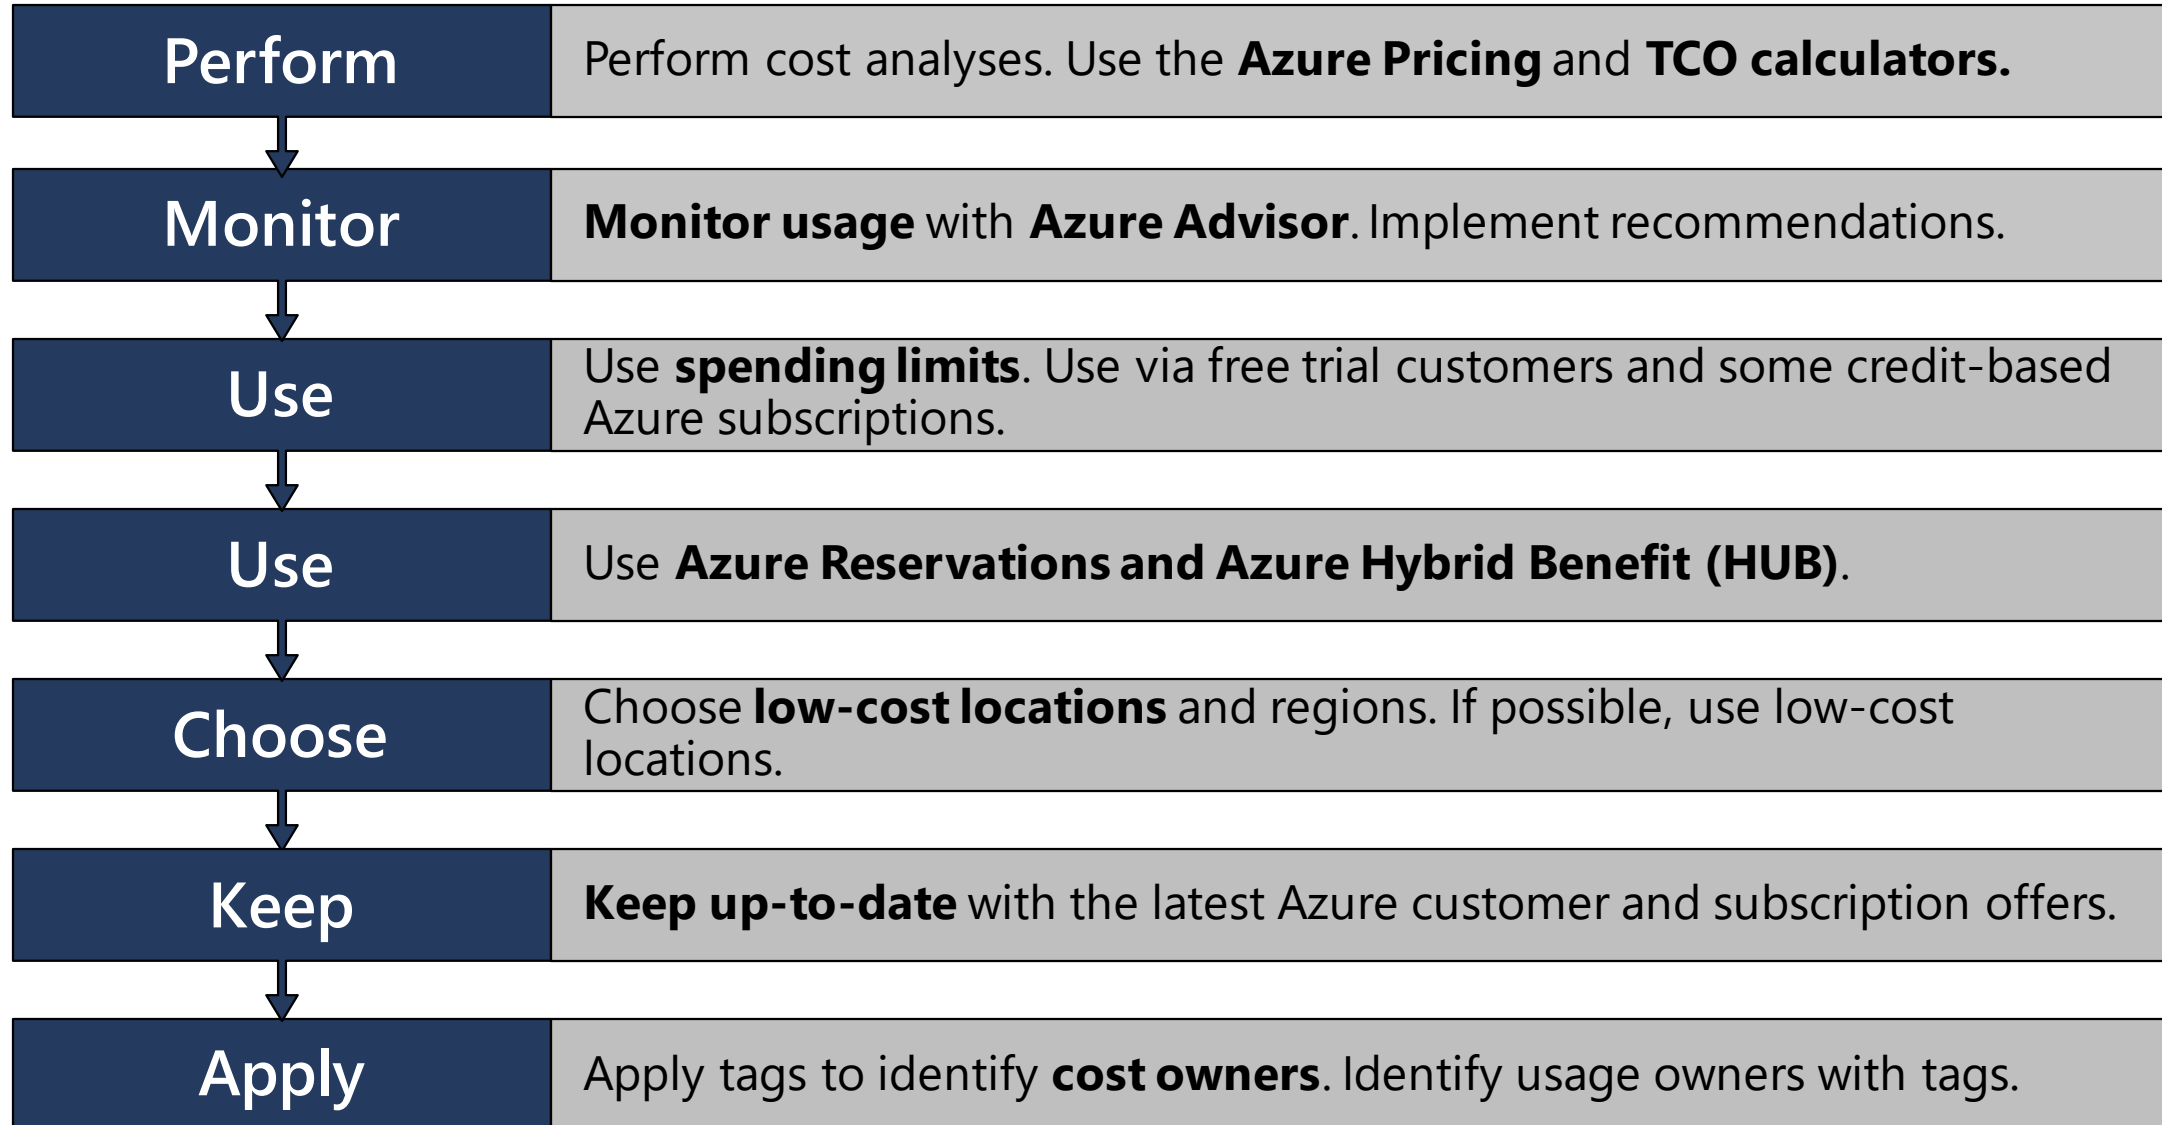 Perform
Perform cost analyses. Use the Azure Pricing and TCO calculators.
Monitor
Monitor usage with Azure Advisor. Implement recommendations.
Use
Use spending limits. Use via free trial customers and some credit-based
Azure subscriptions.
Use
Use Azure Reservations and Azure Hybrid Benefit (HUB).
Choose
Choose low-cost locations and regions. If possible, use low-cost
locations.
Keep
Keep up-to-date with the latest Azure customer and subscription offers.
Apply
Apply tags to identify cost owners. Identify usage owners with tags.